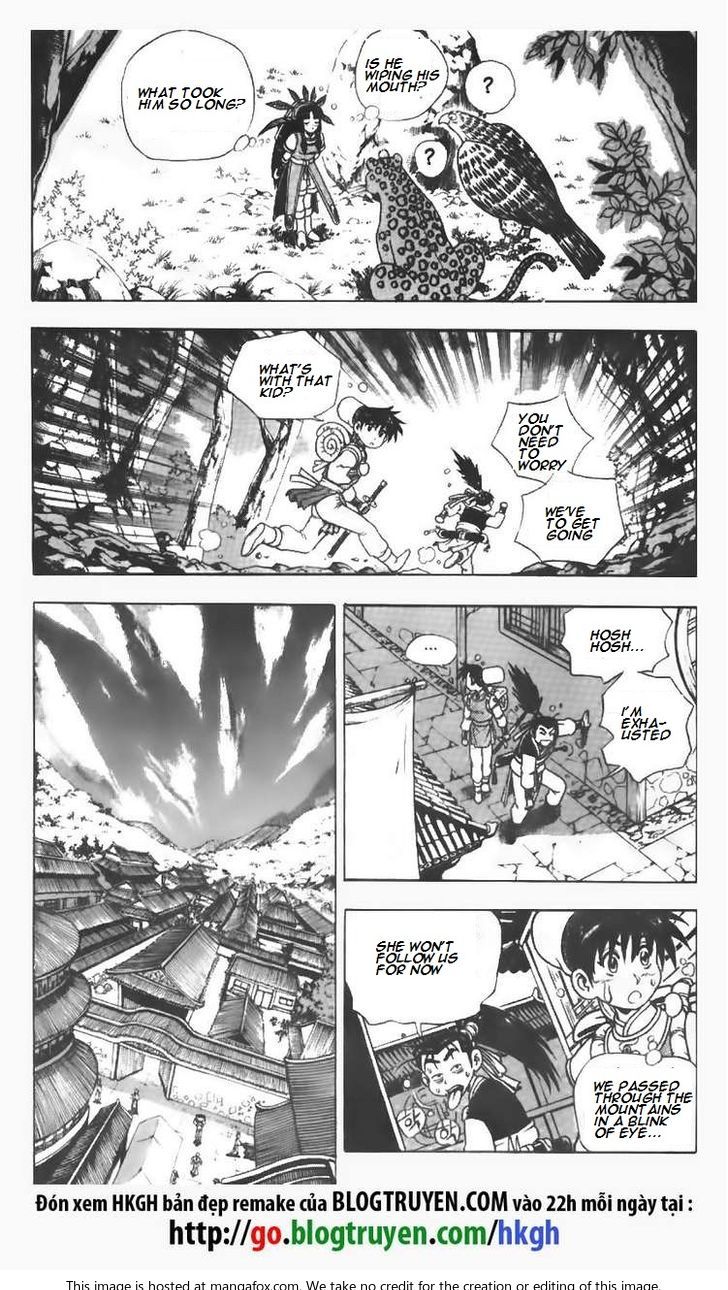 WHAT TOOK
HIM SO LONG?
IS HE
WIPING HIS
MOUTH?
?
?
WHAT'S
WITH THAT
KID?
YOU
DON'T
NEED
TO
WORRY
WE'VE
TO GET
GOING
...
HOSH
HOSH...
I'M
EXHA-
USTED
SHE WON'T
FOLLOW US
FOR NOW
WE PASSED
THROUGH THE
MOUNTAINS
IN A BLINK
OF EYE...
Đón xem HKGH bản đẹp remake của BLOGTRUYEN.COM vào 22h mỗi ngày tại :
http://go.blogtruyen.com/hkgh
This image is hosted at mangafox.com. We take no credit for the creation or editing of this image.